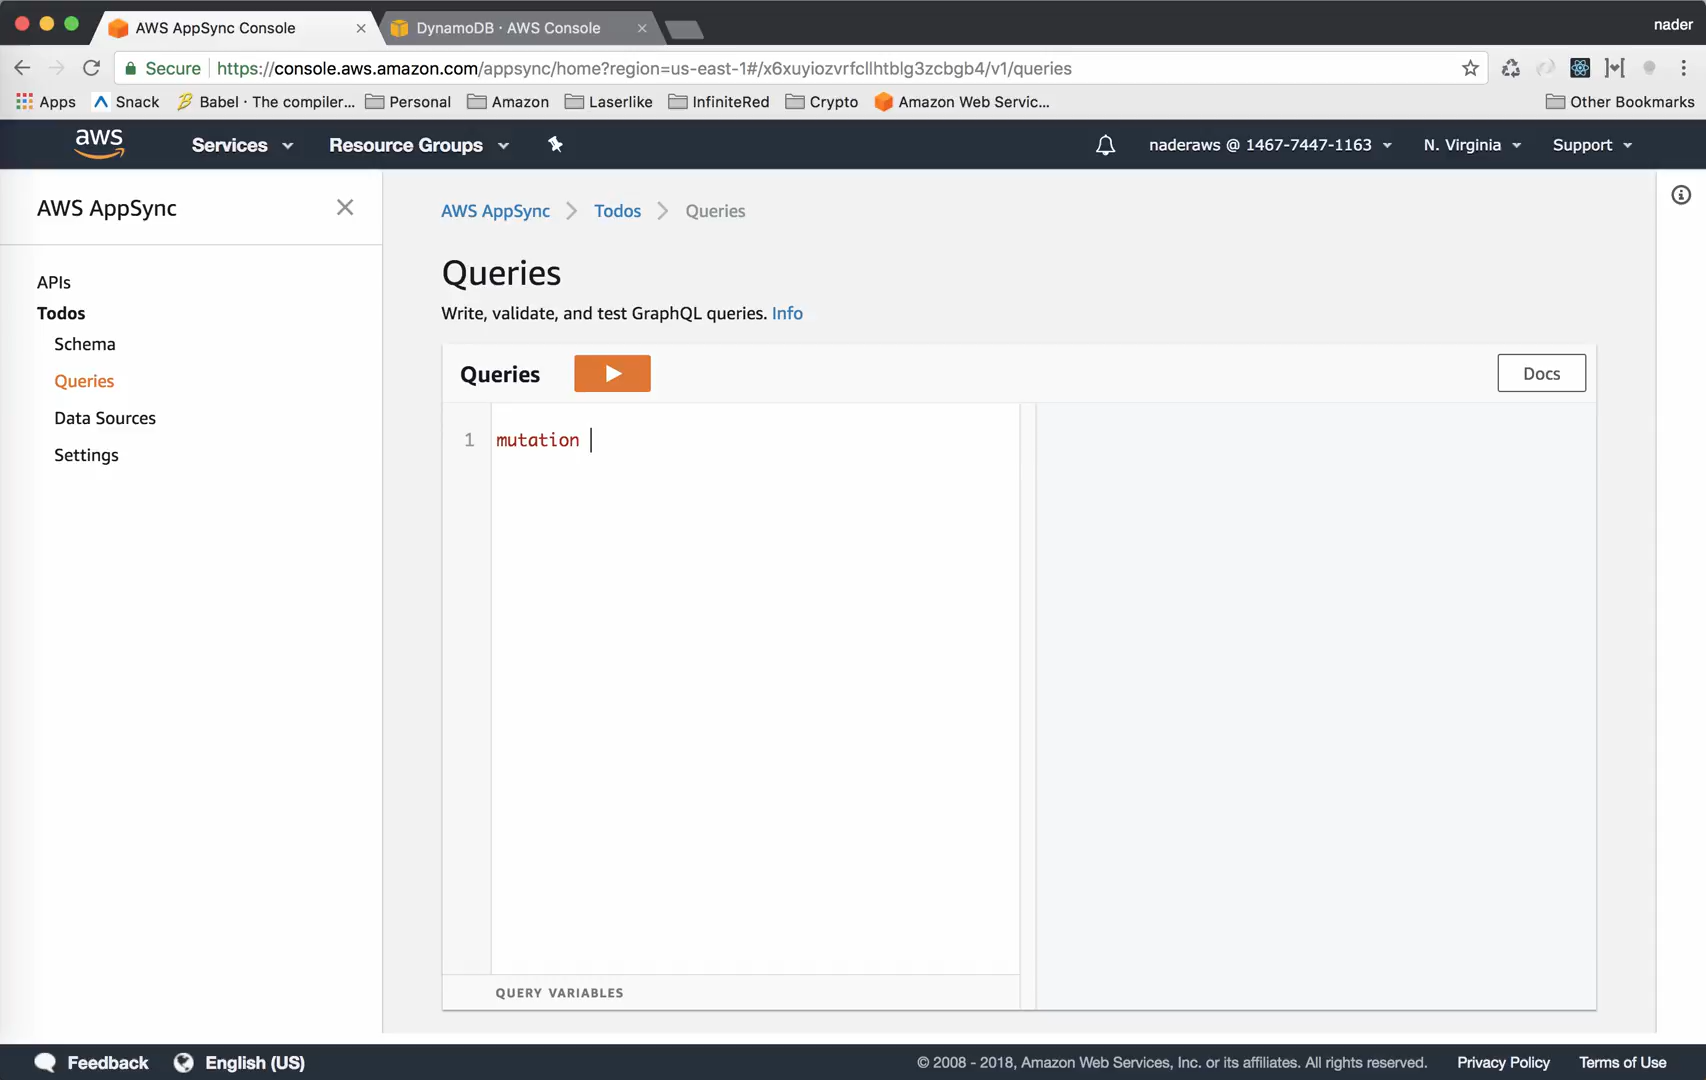 AWS AppSync Console
DynamoDB · AWS Console
nader
Secure
https://console.aws.amazon.com/appsync/home?region=us-east-1#/x6xuyiozvrfcllhtblg3zcbgb4/v1/queries
Apps
Snack
Babel · The compiler...
Personal
Amazon
Laserlike
InfiniteRed
Crypto
Amazon Web Servic...
Other Bookmarks
aws
Services
Resource Groups
naderaws @ 1467-7447-1163
N. Virginia
Support
AWS AppSync
APIs
Todos
Schema
Queries
Data Sources
Settings
AWS AppSync
Todos
Queries
Queries
Write, validate, and test GraphQL queries. Info
Queries
Docs
1
mutation
QUERY VARIABLES
Feedback
English (US)
© 2008 - 2018, Amazon Web Services, Inc. or its affiliates. All rights reserved.
Privacy Policy
Terms of Use